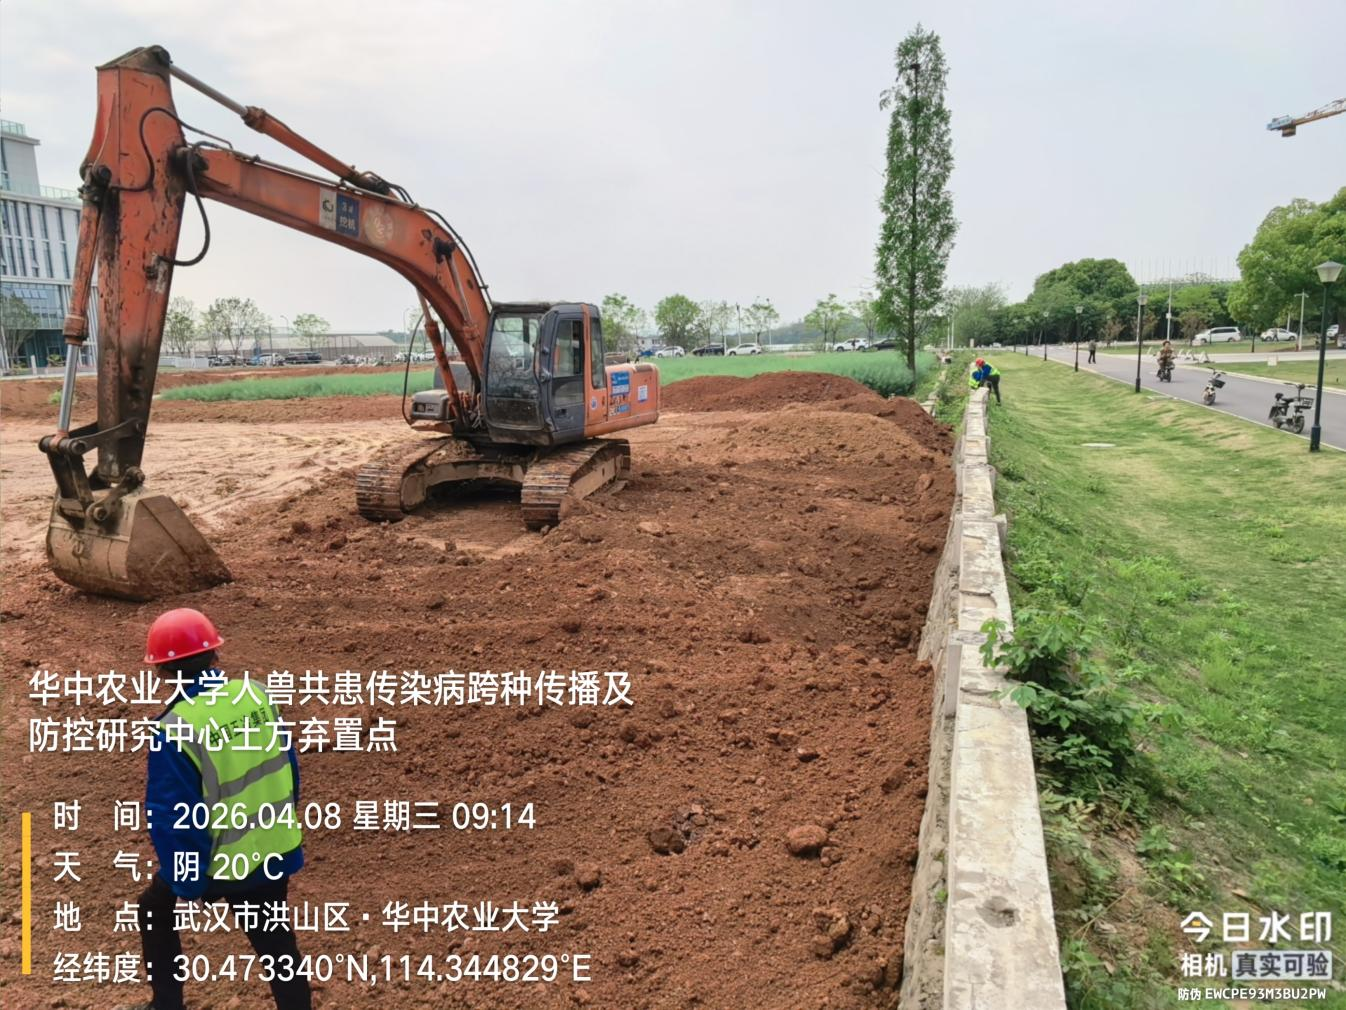 3#
挖机
华中农业大学人兽共患传染病跨种传播及
防控研究中心土方弃置点
时 间：2026.04.08 星期三 09:14
天 气：阴 20℃
地 点：武汉市洪山区·华中农业大学
经纬度：30.473340°N,114.344829°E
今日水印
相机 真实可验
防伪 EWCPE93M3BU2PW